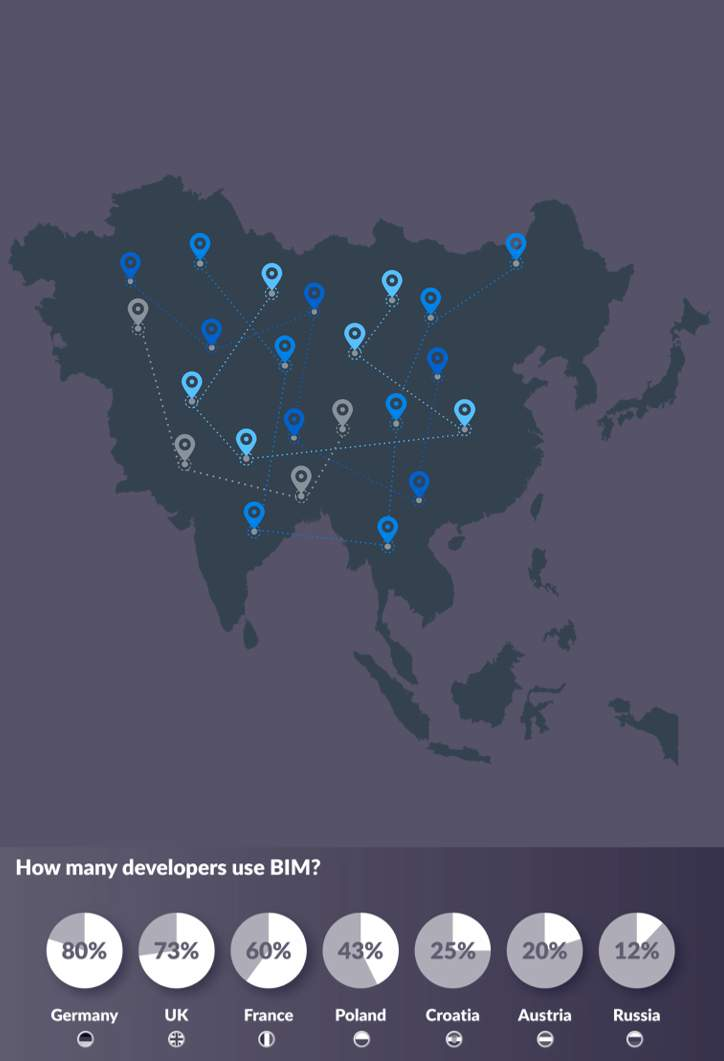 How many developers use BIM?
80% 73% 60% 43% 25% 20% 12%
Germany UK France Poland Croatia Austria Russia